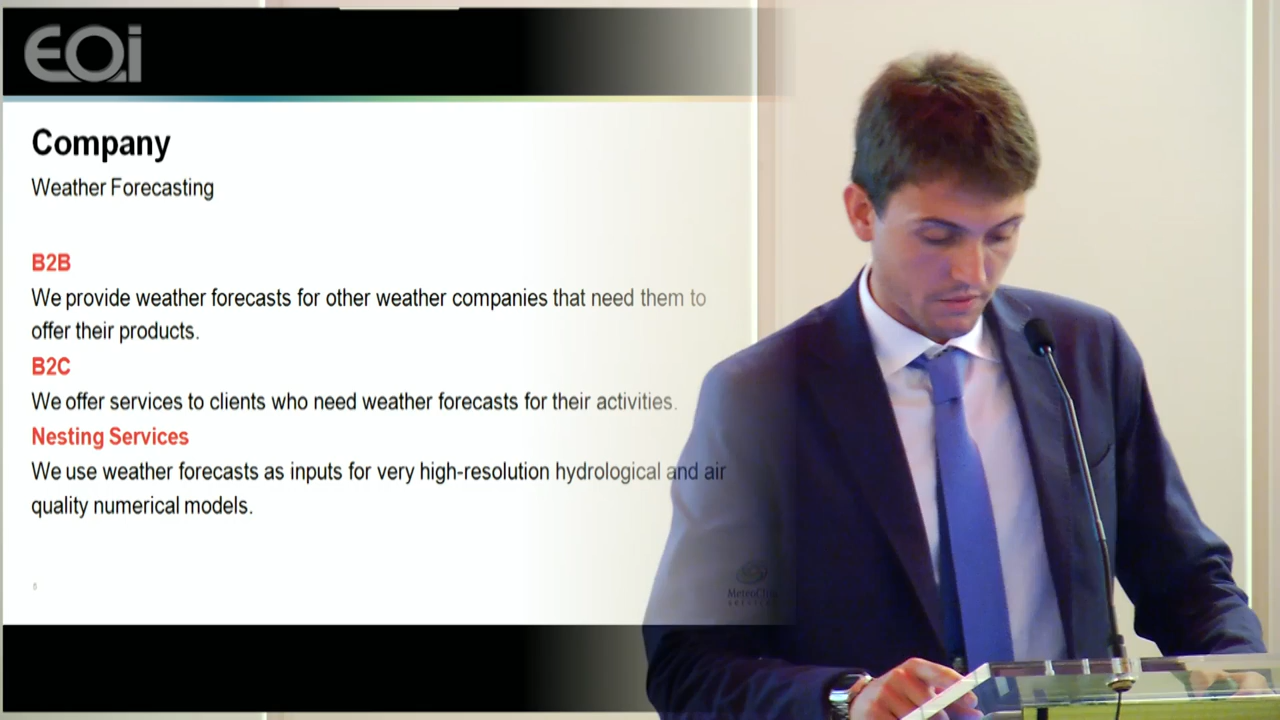 EOi
Company
Weather Forecasting
B2B
We provide weather forecasts for other weather companies that need them to
offer their products.
B2C
We offer services to clients who need weather forecasts for their activities.
Nesting Services
We use weather forecasts as inputs for very high-resolution hydrological and air
quality numerical models.